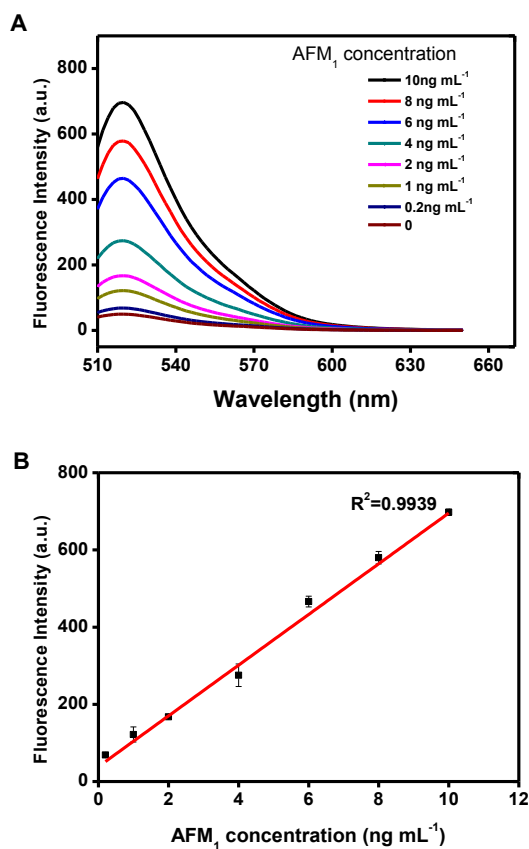 A
AFM₁ concentration
10ng mL⁻¹
8 ng mL⁻¹
6 ng mL⁻¹
4 ng mL⁻¹
2 ng mL⁻¹
1 ng mL⁻¹
0.2ng mL⁻¹
0
800
600
400
200
0
Fluorescence Intensity (a.u.)
510 540 570 600 630 660
Wavelength (nm)
B
R²=0.9939
800
600
400
200
0
Fluorescence Intensity (a.u.)
0 2 4 6 8 10 12
AFM₁ concentration (ng mL⁻¹)